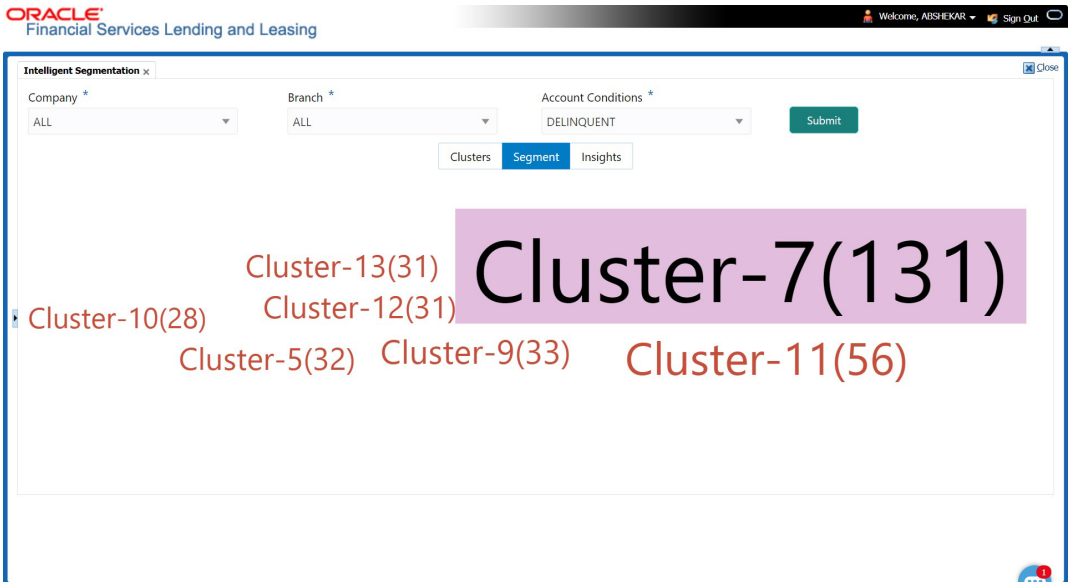 ORACLE
Financial Services Lending and Leasing
Welcome, ABSHEKAR
Sign Out
Intelligent Segmentation ×
Close
Company *
Branch *
Account Conditions *
ALL
ALL
DELINQUENT
Submit
Clusters
Segment
Insights
Cluster-7(131)
Cluster-13(31)
Cluster-12(31)
Cluster-10(28)
Cluster-5(32)
Cluster-9(33)
Cluster-11(56)
1